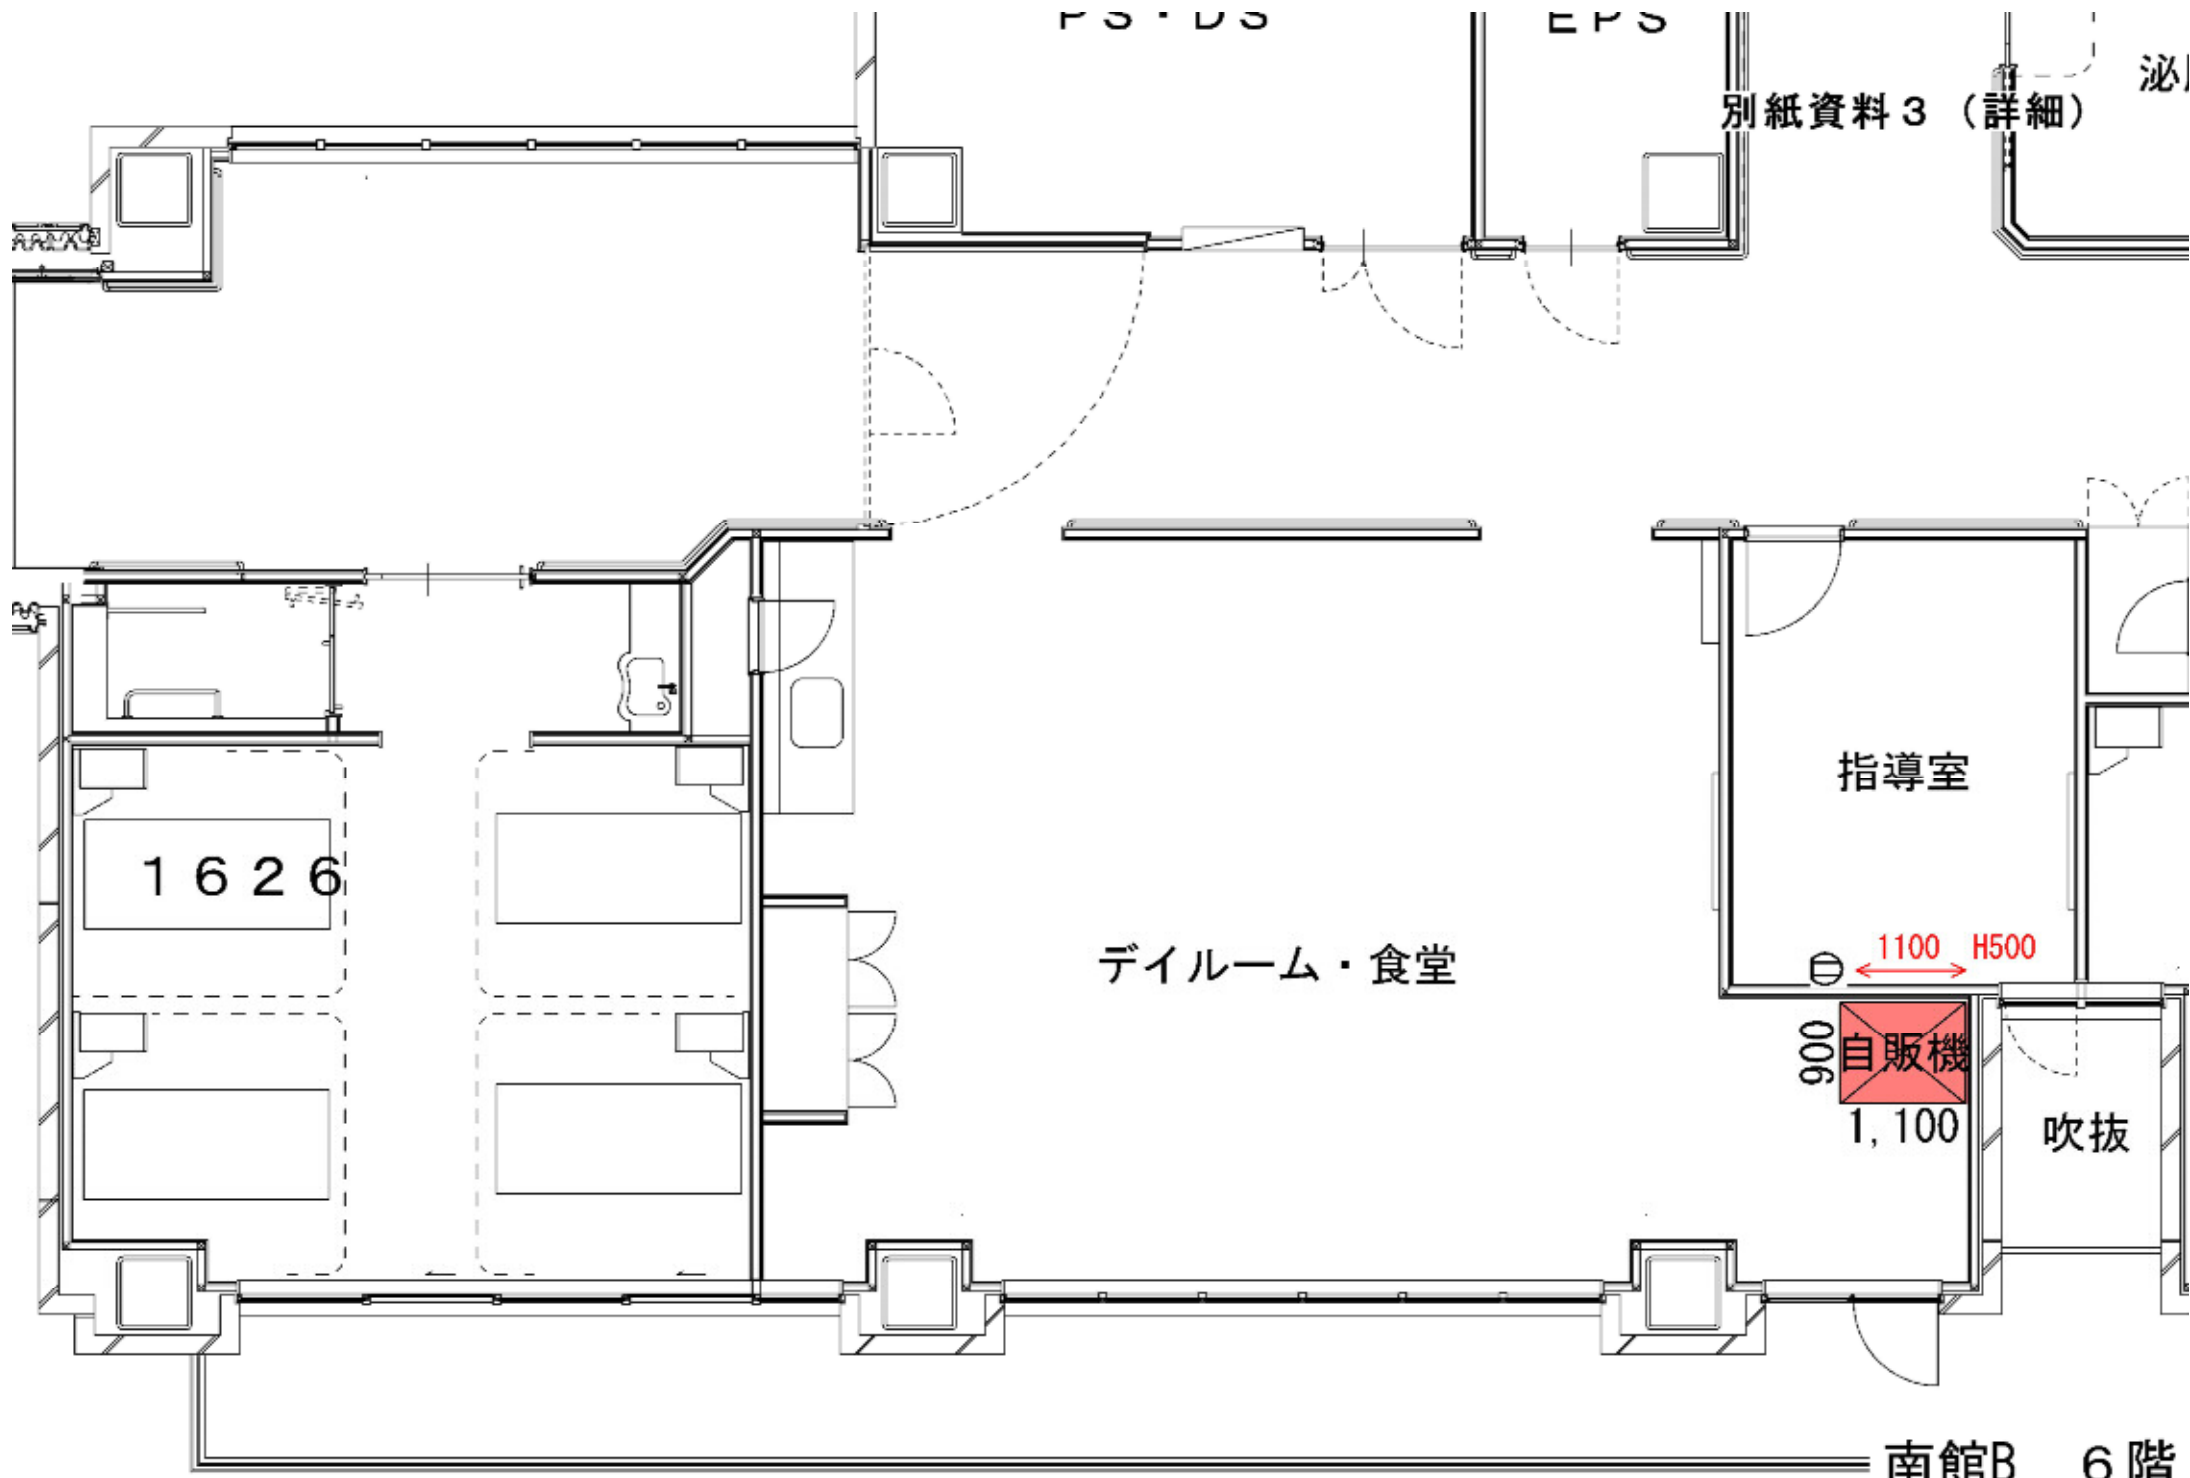 PS・DS
EPS
別紙資料3（詳細）
泌
指導室
1626
デイルーム・食堂
1100 H500
900
自販機
1,100
吹抜
南館B 6階